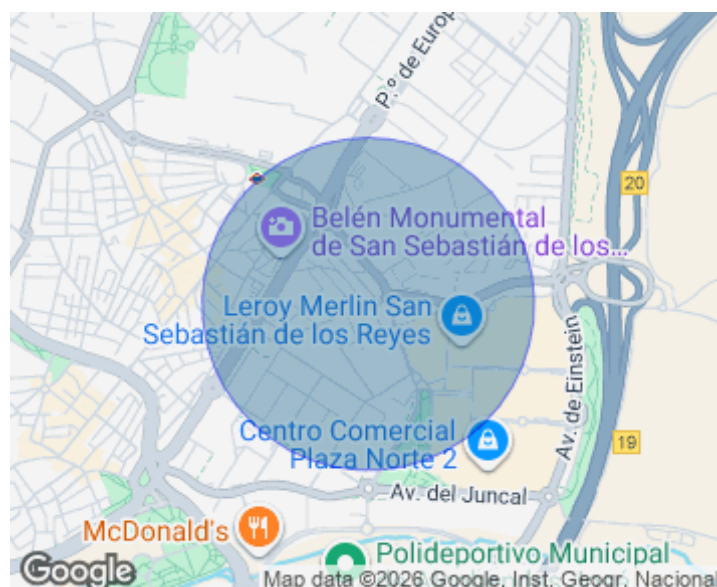 P.º de Europ
20
Belén Monumental
de San Sebastián de los...
Leroy Merlin San
Sebastián de los Reyes
Av. de Einstein
Centro Comercial
Plaza Norte 2
19
Av. del Juncal
McDonald's
Polideportivo Municipal
Google
Map data ©2026 Google, Inst. Geogr. Nacional